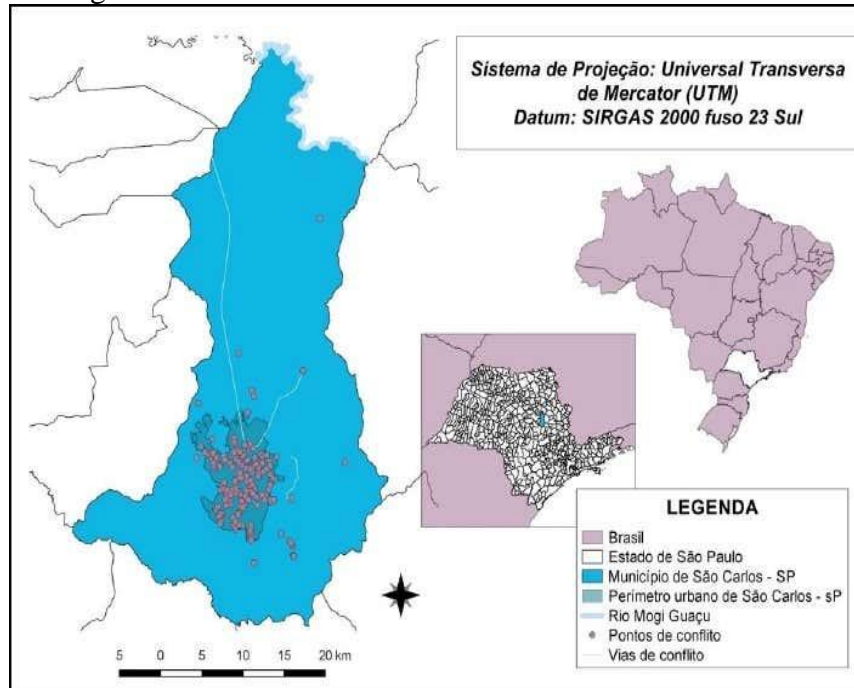 Sistema de Projeção: Universal Transversa
de Mercator (UTM)
Datum: SIRGAS 2000 fuso 23 Sul
LEGENDA
Brasil
Estado de São Paulo
Município de São Carlos - SP
Perímetro urbano de São Carlos - sP
Rio Mogi Guaçu
Pontos de conflito
Vias de conflito
5 0 5 10 15 20 km